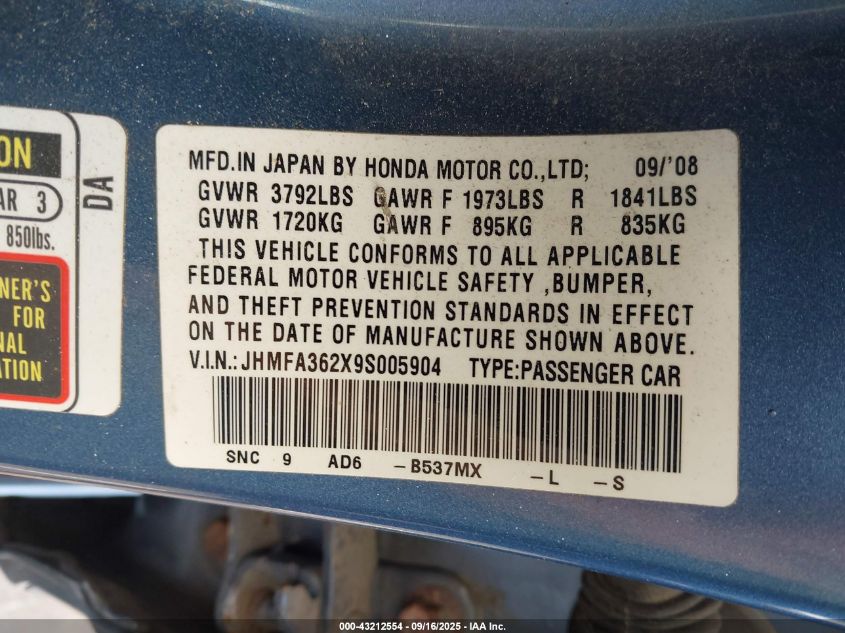 ON
AR 3
850lbs.
NER'S
FOR
NAL
ATION
DA
MFD.IN JAPAN BY HONDA MOTOR CO.,LTD; 09/'08
GVWR 3792LBS GAWR F 1973LBS R 1841LBS
GVWR 1720KG GAWR F 895KG R 835KG
THIS VEHICLE CONFORMS TO ALL APPLICABLE
FEDERAL MOTOR VEHICLE SAFETY ,BUMPER,
AND THEFT PREVENTION STANDARDS IN EFFECT
ON THE DATE OF MANUFACTURE SHOWN ABOVE.
V.I.N.:JHMFA362X9S005904 TYPE:PASSENGER CAR
SNC 9 AD6 -B537MX -L -S
000-43212554 - 09/16/2025 - IAA Inc.